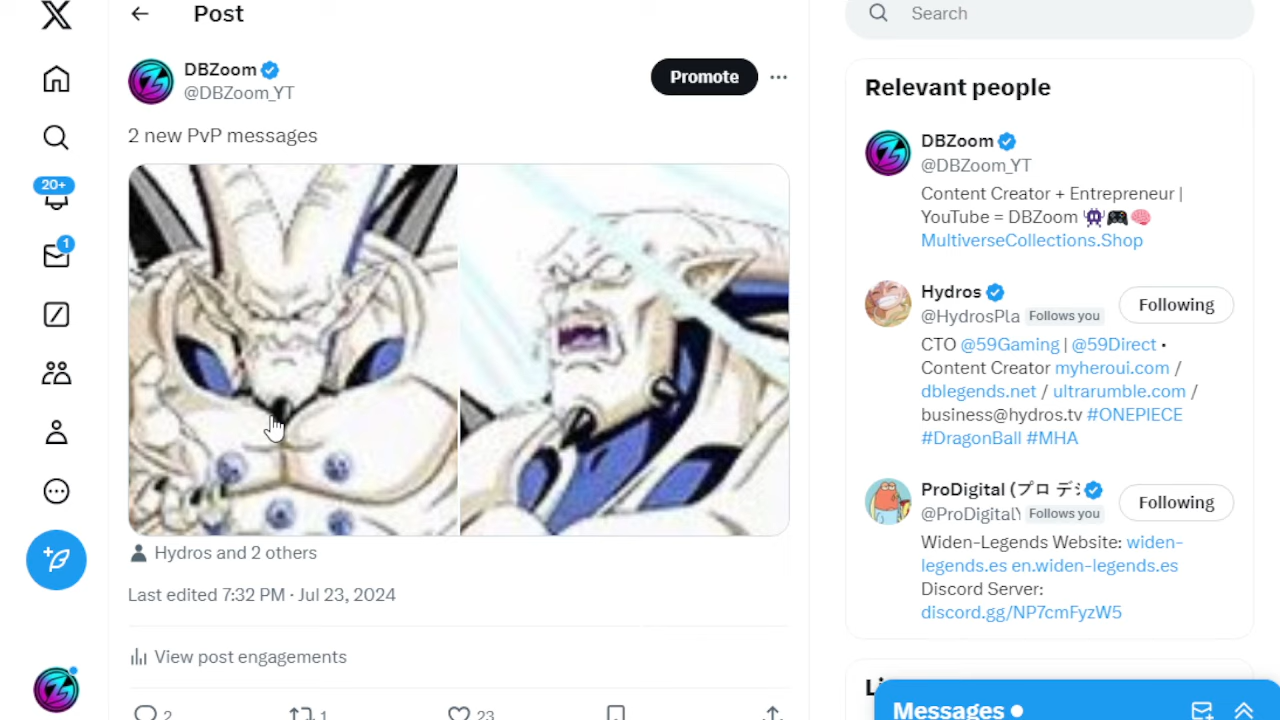 Post
Search
DBZoom
@DBZoom_YT
Promote
2 new PvP messages
20+
1
Hydros and 2 others
Last edited 7:32 PM · Jul 23, 2024
View post engagements
2
1
23
Relevant people
DBZoom
@DBZoom_YT
Content Creator + Entrepreneur |
YouTube = DBZoom 👾🎮🧠
MultiverseCollections.Shop
Hydros
@HydrosPla Follows you
Following
CTO @59Gaming | @59Direct •
Content Creator myheroui.com /
dblegends.net / ultrarumble.com /
business@hydros.tv #ONEPIECE
#DragonBall #MHA
ProDigital (プロ デ
@ProDigital Follows you
Following
Widen-Legends Website: widen-
legends.es en.widen-legends.es
Discord Server:
discord.gg/NP7cmFyzW5
Messages